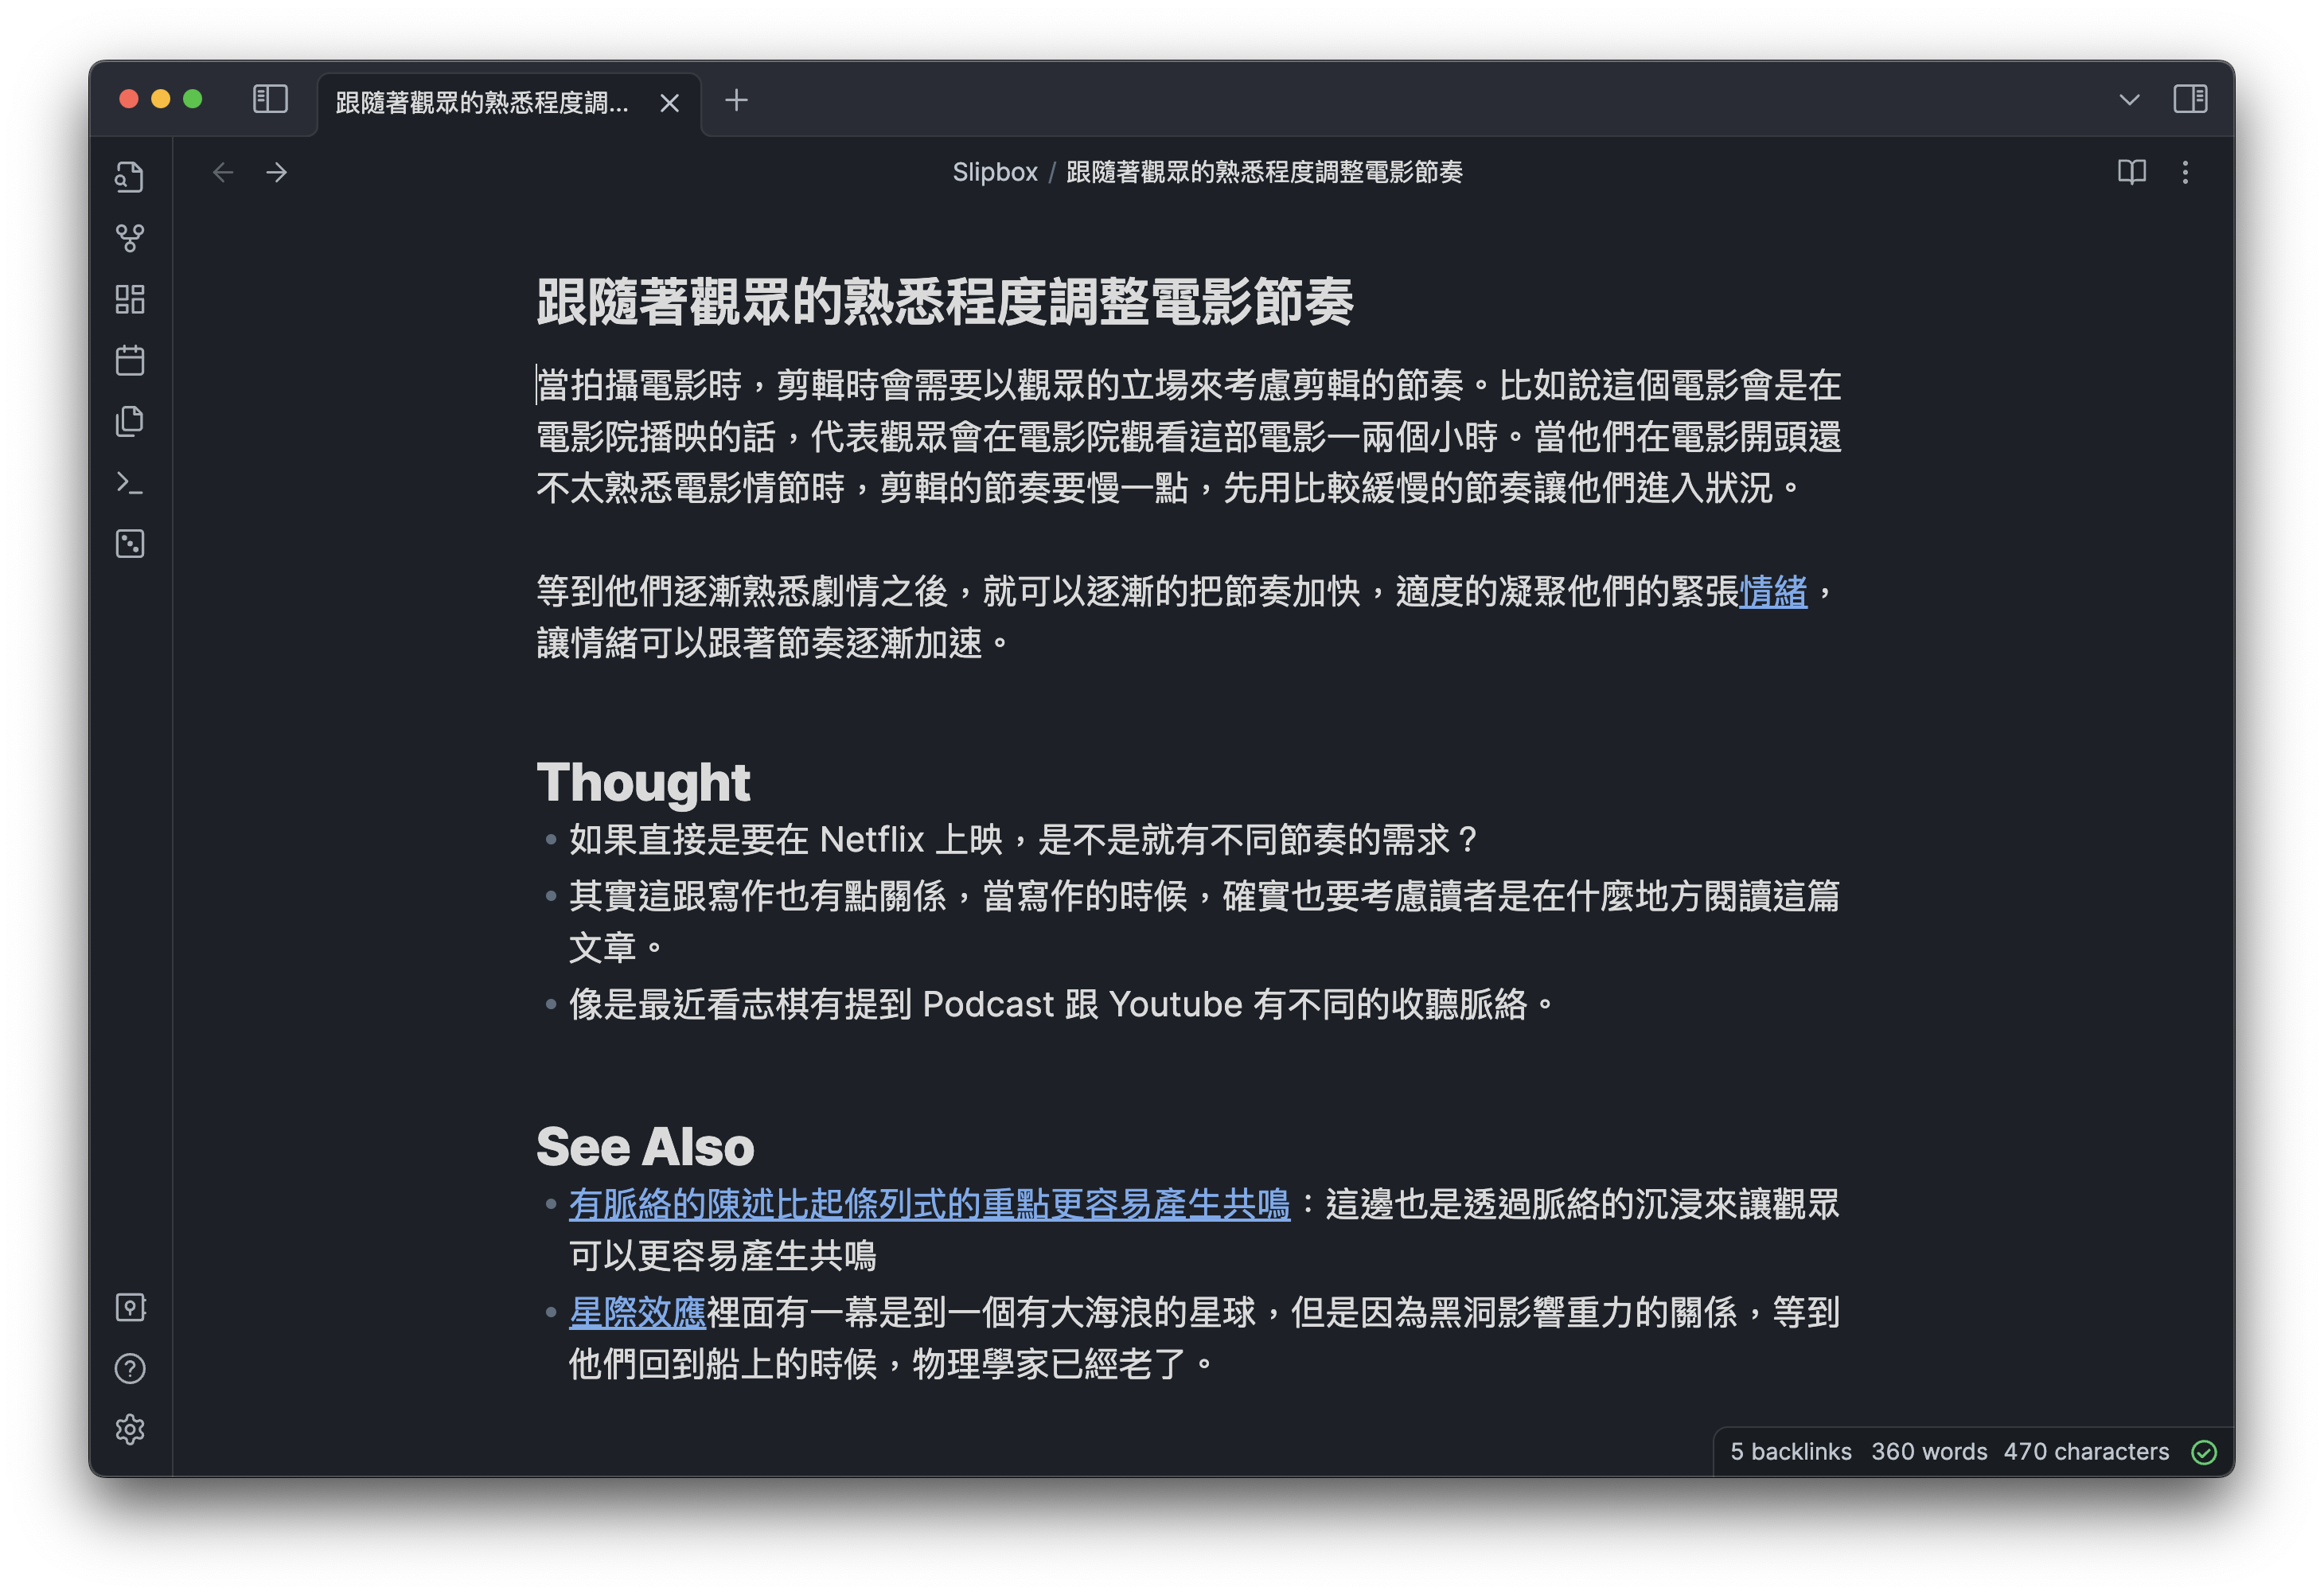 跟隨著觀眾的熟悉程度調...
Slipbox / 跟隨著觀眾的熟悉程度調整電影節奏
跟隨著觀眾的熟悉程度調整電影節奏
當拍攝電影時，剪輯時會需要以觀眾的立場來考慮剪輯的節奏。比如說這個電影會是在
電影院播映的話，代表觀眾會在電影院觀看這部電影一兩個小時。當他們在電影開頭還
不太熟悉電影情節時，剪輯的節奏要慢一點，先用比較緩慢的節奏讓他們進入狀況。
等到他們逐漸熟悉劇情之後，就可以逐漸的把節奏加快，適度的凝聚他們的緊張情緒，
讓情緒可以跟著節奏逐漸加速。
Thought
• 如果直接是要在 Netflix 上映，是不是就有不同節奏的需求？
• 其實這跟寫作也有點關係，當寫作的時候，確實也要考慮讀者是在什麼地方閱讀這篇
文章。
• 像是最近看志棋有提到 Podcast 跟 Youtube 有不同的收聽脈絡。
See Also
• 有脈絡的陳述比起條列式的重點更容易產生共鳴：這邊也是透過脈絡的沉浸來讓觀眾
可以更容易產生共鳴
• 星際效應裡面有一幕是到一個有大海浪的星球，但是因為黑洞影響重力的關係，等到
他們回到船上的時候，物理學家已經老了。
5 backlinks 360 words 470 characters